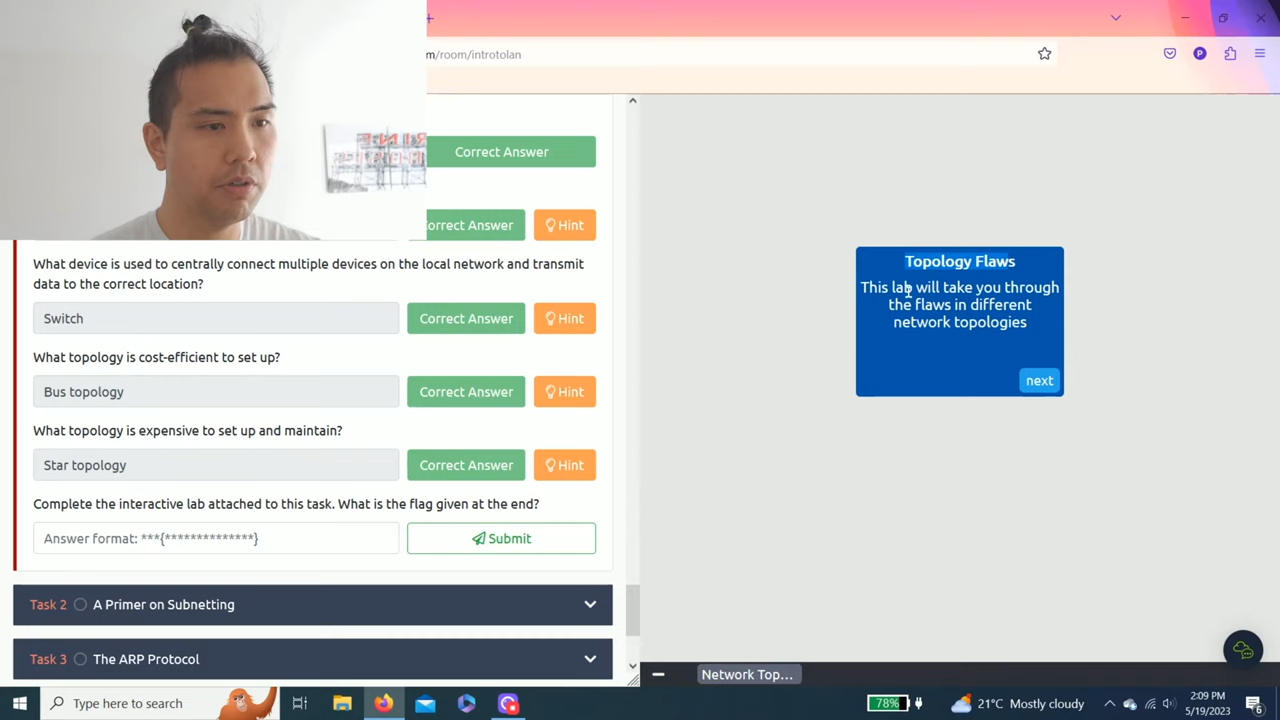 m/room/introtolan
Correct Answer
orrect Answer
Hint
What device is used to centrally connect multiple devices on the local network and transmit
data to the correct location?
Switch
Correct Answer
Hint
What topology is cost-efficient to set up?
Bus topology
Correct Answer
Hint
What topology is expensive to set up and maintain?
Star topology
Correct Answer
Hint
Complete the interactive lab attached to this task. What is the flag given at the end?
Answer format: ***{**************}
Submit
Task 2 A Primer on Subnetting
Task 3 The ARP Protocol
Topology Flaws
This lab will take you through
the flaws in different
network topologies
next
Network Top...
Type here to search
78%
21°C Mostly cloudy
2:09 PM
5/19/2023
6